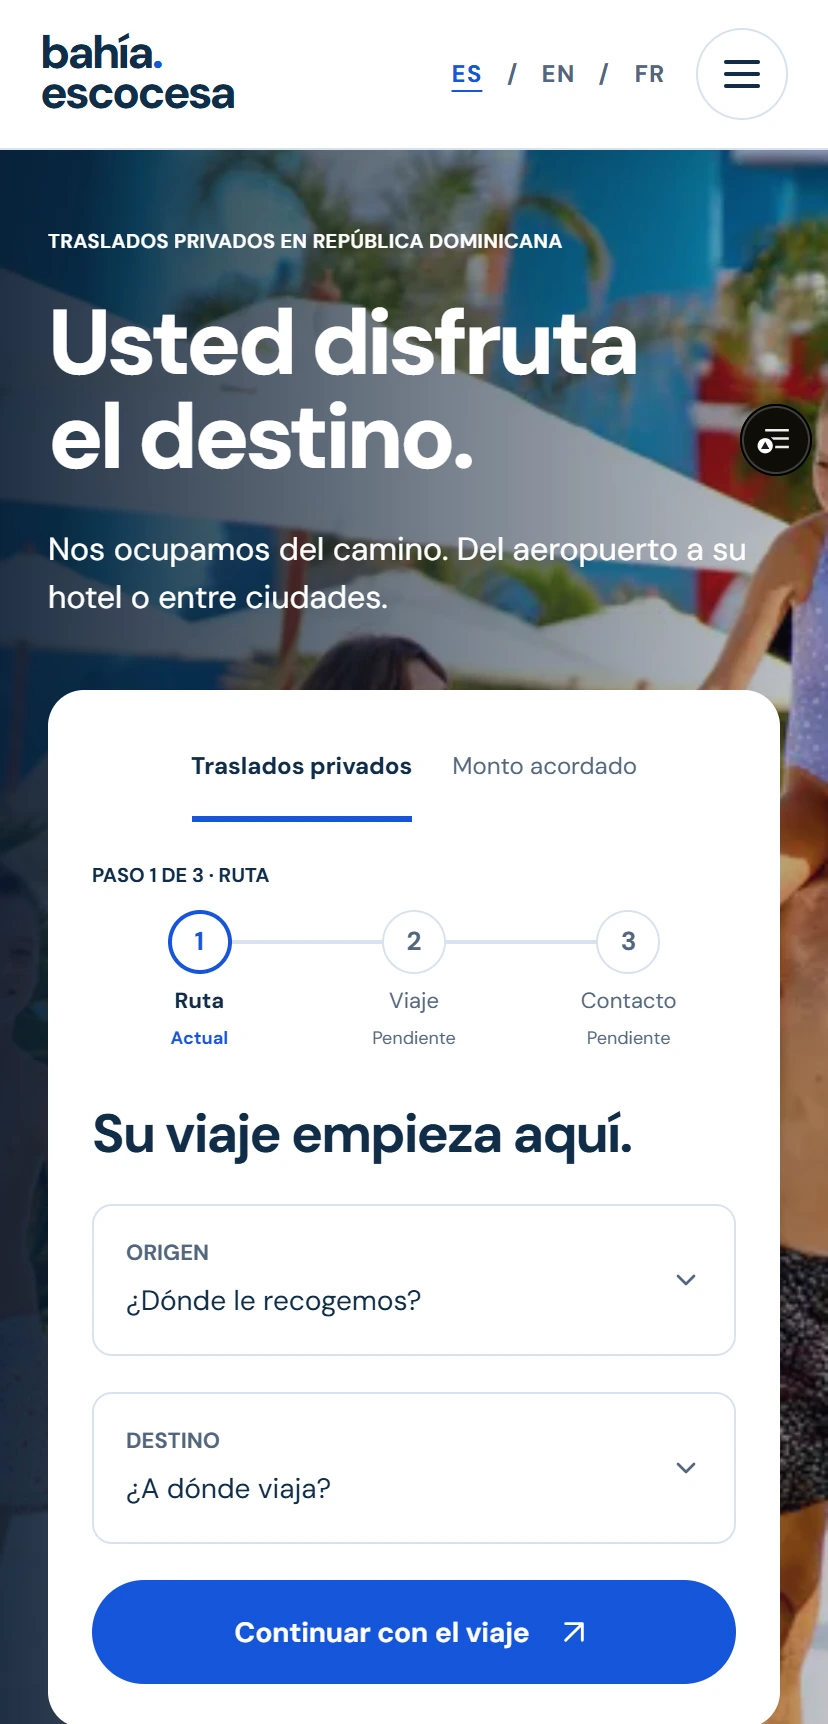 bahía.
escocesa
ES / EN / FR
TRASLADOS PRIVADOS EN REPÚBLICA DOMINICANA
Usted disfruta
el destino.
Nos ocupamos del camino. Del aeropuerto a su
hotel o entre ciudades.
Traslados privados
Monto acordado
PASO 1 DE 3 · RUTA
1
2
3
Ruta
Viaje
Contacto
Actual
Pendiente
Pendiente
Su viaje empieza aquí.
ORIGEN
¿Dónde le recogemos?
DESTINO
¿A dónde viaja?
Continuar con el viaje